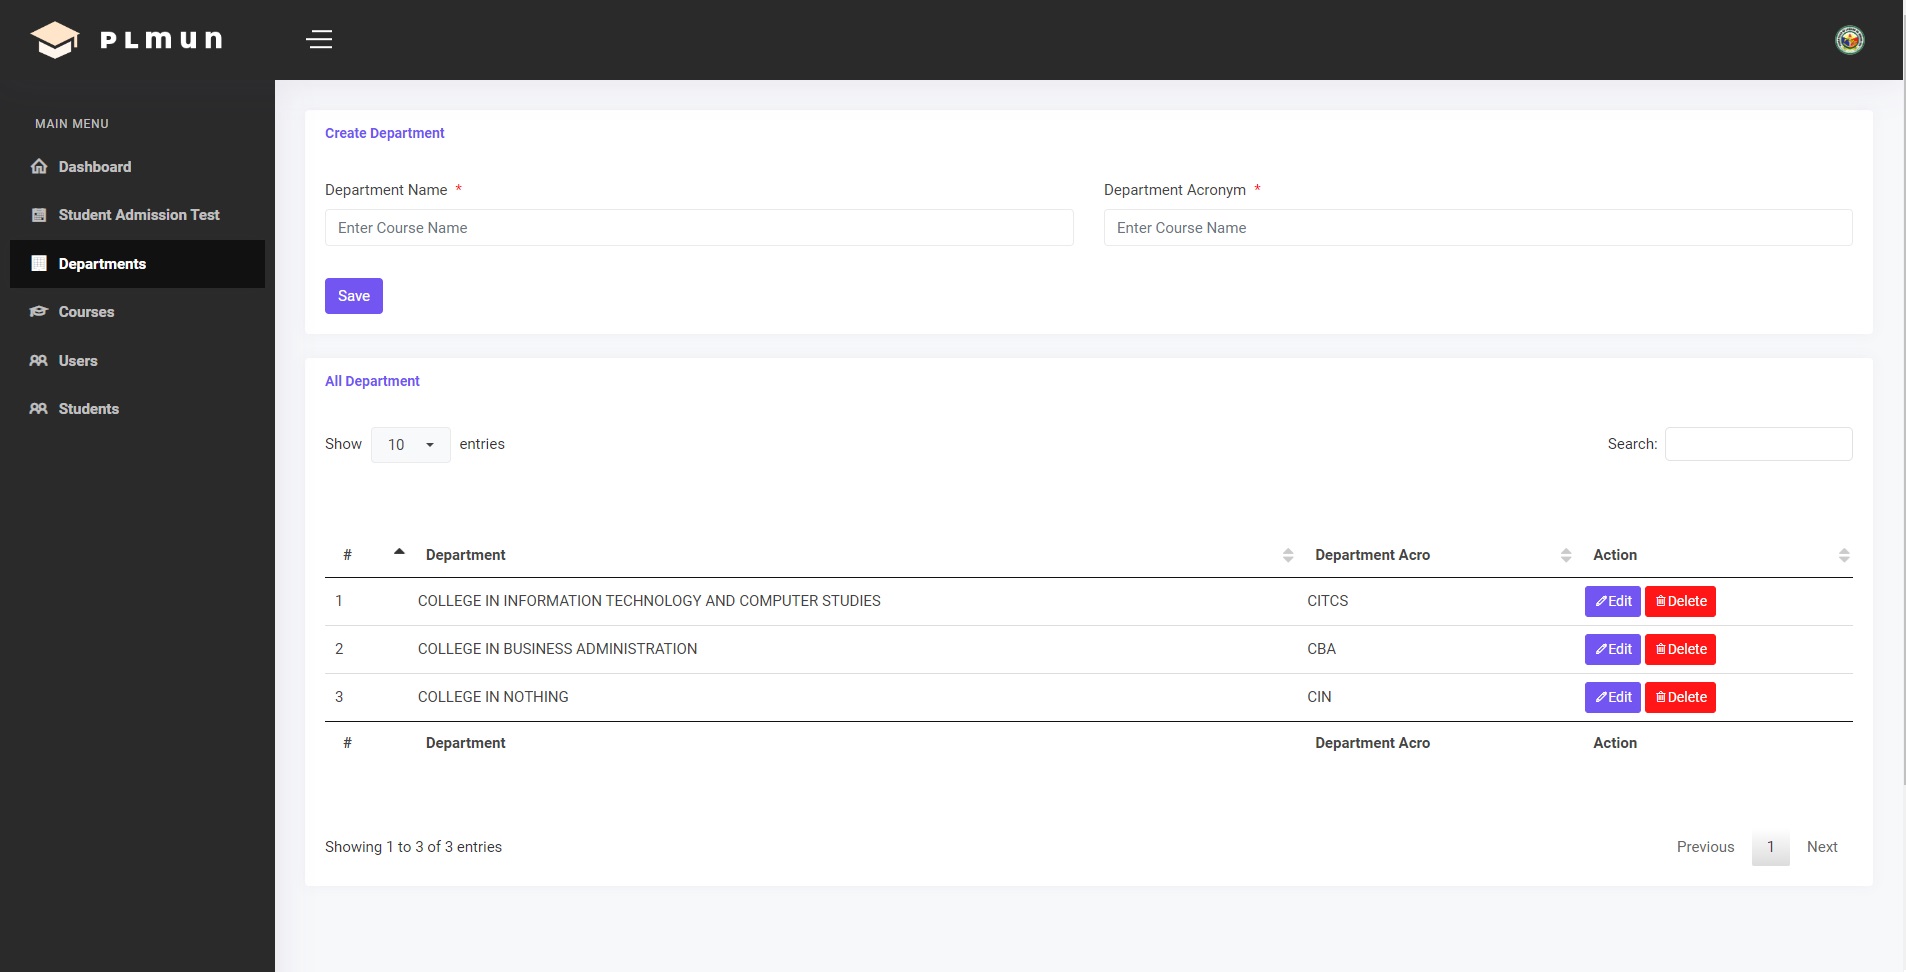 PLmun
MAIN MENU
Dashboard
Student Admission Test
Departments
Courses
Users
Students
Create Department
Department Name *
Department Acronym *
Enter Course Name
Enter Course Name
Save
All Department
Show 10 entries
Search:
# Department Department Acro Action
1 COLLEGE IN INFORMATION TECHNOLOGY AND COMPUTER STUDIES CITCS Edit Delete
2 COLLEGE IN BUSINESS ADMINISTRATION CBA Edit Delete
3 COLLEGE IN NOTHING CIN Edit Delete
# Department Department Acro Action
Showing 1 to 3 of 3 entries
Previous 1 Next